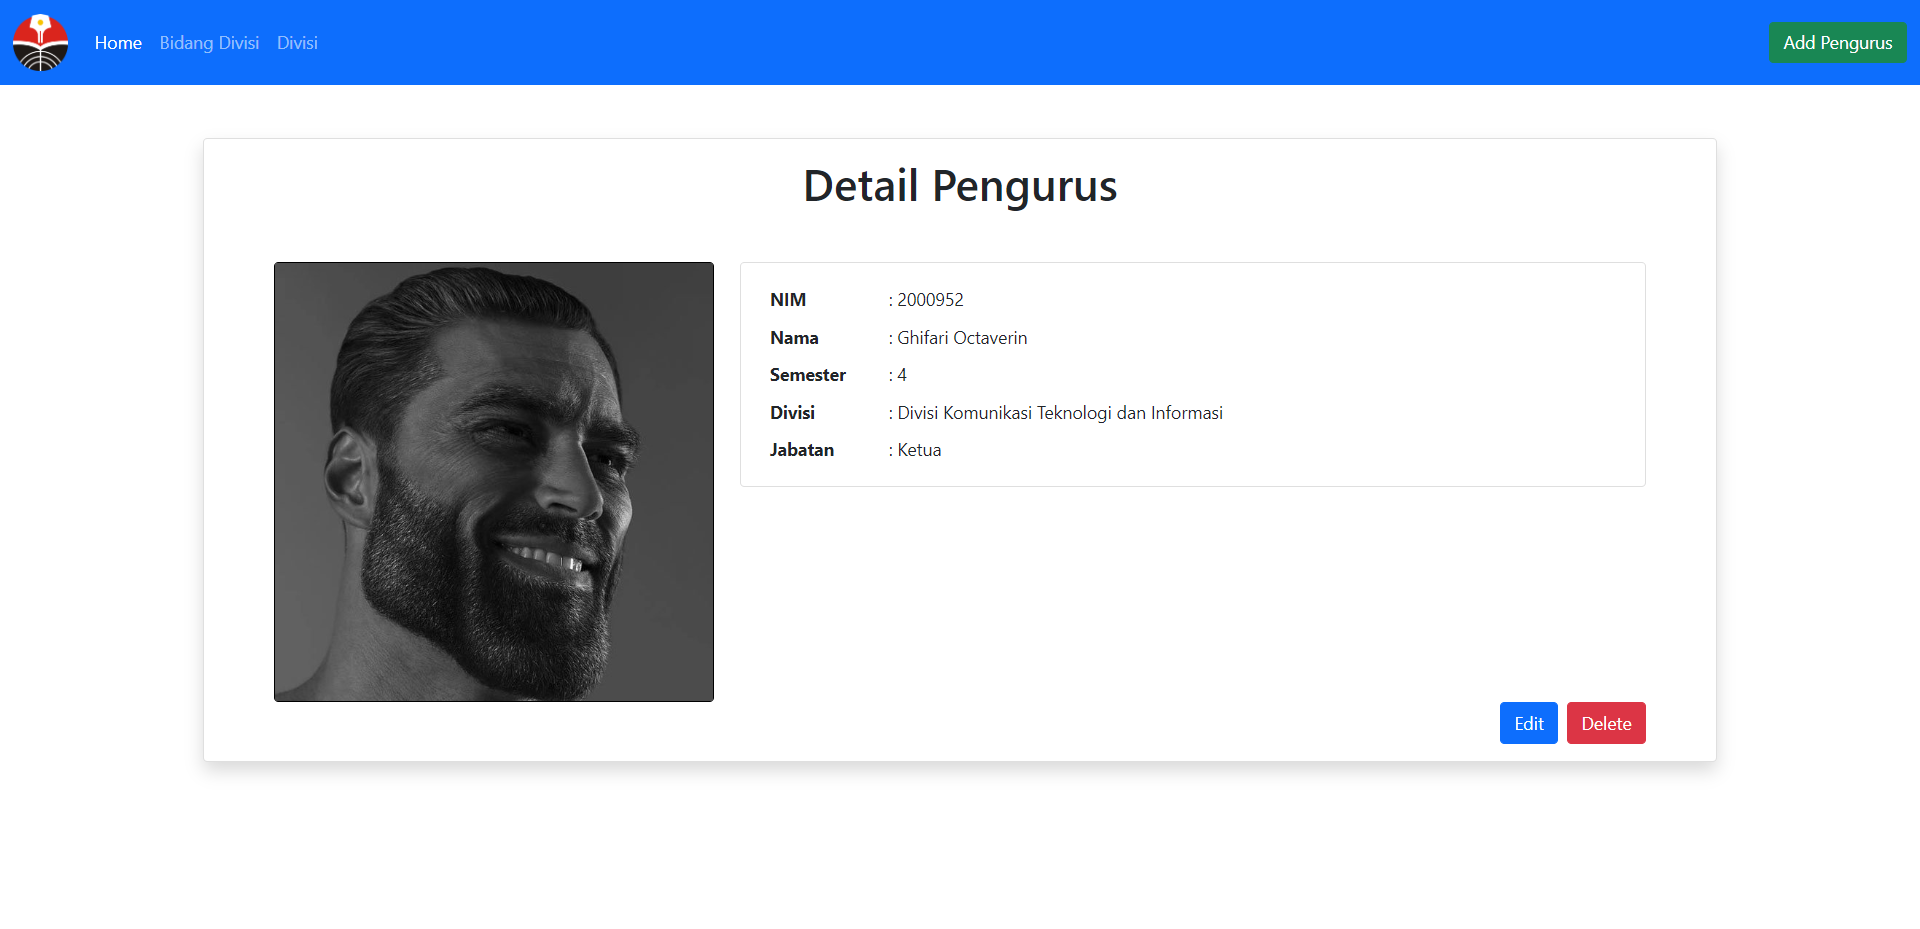 Home Bidang Divisi Divisi Add Pengurus
Detail Pengurus
NIM : 2000952
Nama : Ghifari Octaverin
Semester : 4
Divisi : Divisi Komunikasi Teknologi dan Informasi
Jabatan : Ketua
Edit Delete